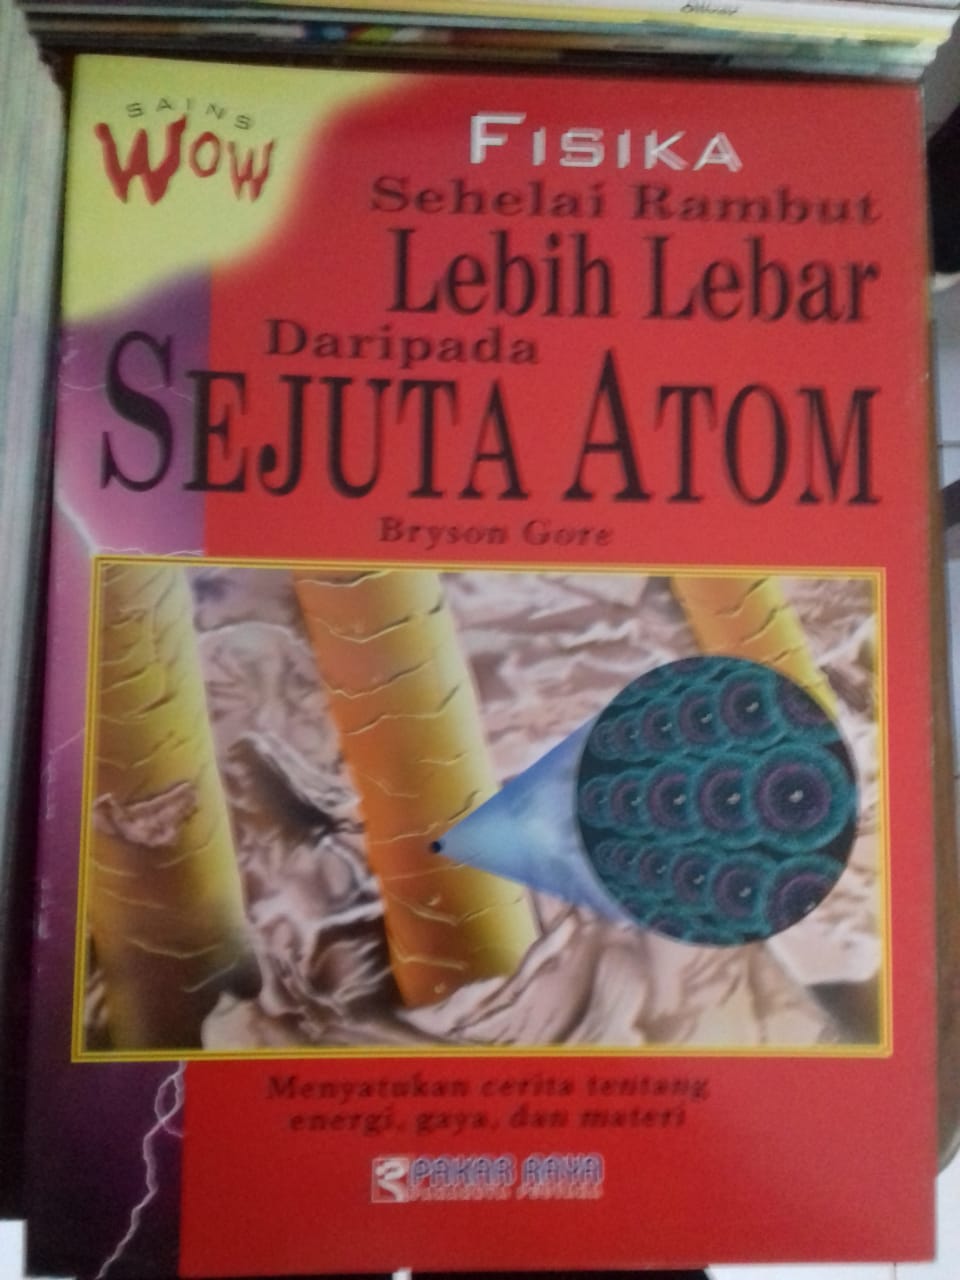 SAINS
WOW
FISIKA
Sehelai Rambut
Lebih Lebar
Daripada
SEJUTA ATOM
Bryson Gore
Menyatukan cerita tentang
energi, gaya, dan materi
PAKAR RAYA